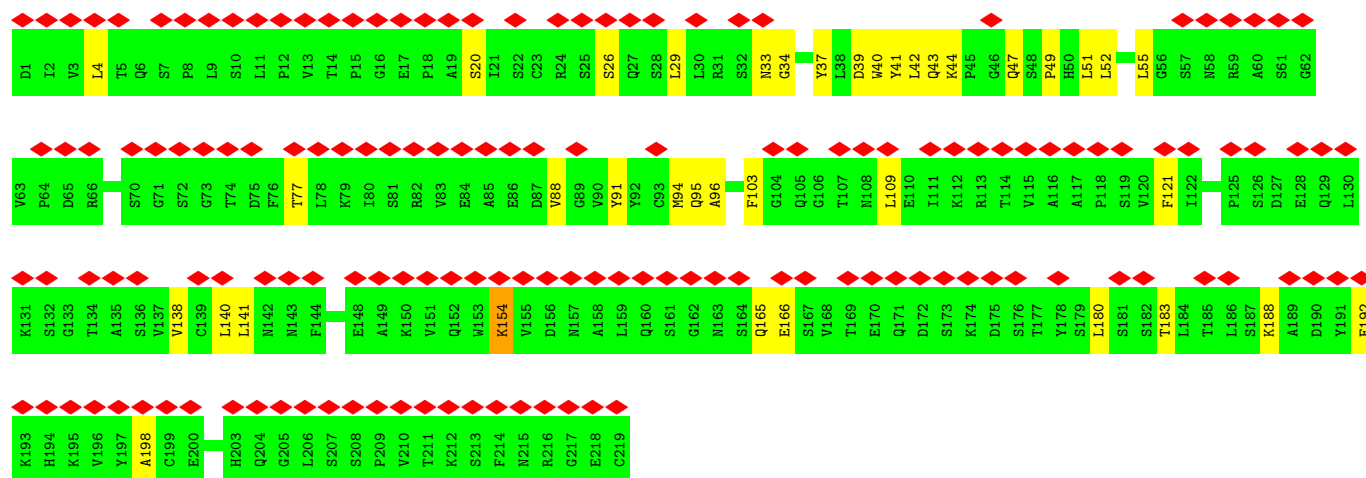 D1 I2 V3 L4 T5 Q6 S7 P8 L9 S10 L11 P12 V13 T14 P15 G16 E17 P18 A19 S20 I21 S22 C23 R24 S25 S26 Q27 S28 L29 L30 R31 S32 N33 G34 Y37 L38 D39 W40 Y41 L42 Q43 K44 P45 G46 Q47 S48 P49 H50 L51 L52 L55 G56 S57 N58 R59 A60 S61 G62
V63 P64 D65 R66 S70 G71 S72 G73 T74 D75 F76 T77 L78 K79 I80 S81 R82 V83 E84 A85 E86 D87 V88 G89 V90 Y91 Y92 C93 M94 Q95 A96 F103 G104 Q105 G106 T107 N108 L109 E110 I111 K112 R113 T114 V115 A116 A117 P118 S119 V120 F121 I122 P125 S126 D127 E128 Q129 L130
K131 S132 G133 T134 A135 S136 V137 V138 C139 L140 L141 N142 N143 F144 E148 A149 K150 V151 Q152 W153 K154 V155 D156 N157 A158 L159 Q160 S161 G162 N163 S164 Q165 E166 S167 V168 T169 E170 Q171 D172 S173 K174 D175 S176 T177 Y178 S179 L180 S181 S182 T183 L184 T185 L186 S187 K188 A189 D190 Y191 E192
K193 H194 K195 V196 Y197 A198 C199 E200 H203 Q204 G205 L206 S207 S208 P209 V210 T211 K212 S213 F214 N215 R216 G217 E218 C219